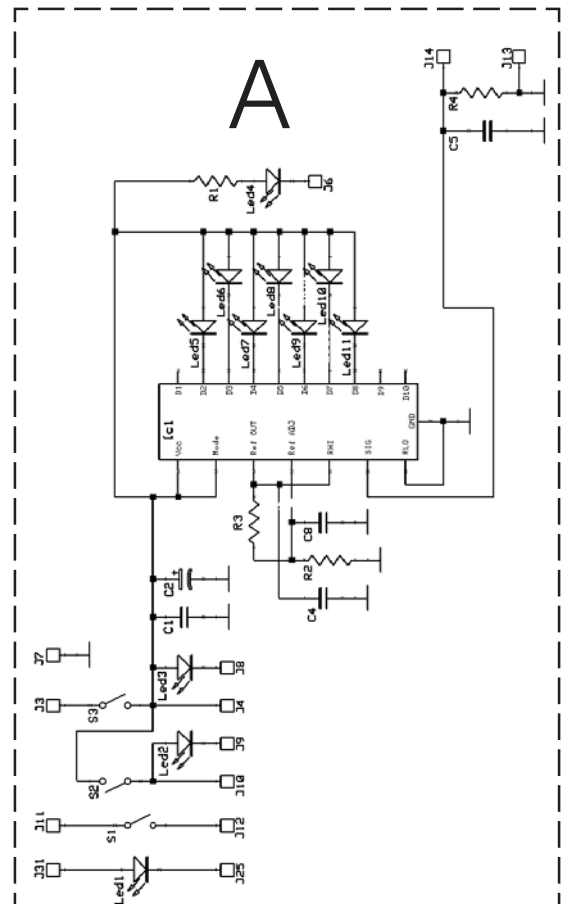 A
J14
J13
R4
C5
R1
Led4
J6
Led6
Led8
Led10
Led5
Led7
Led9
Led11
D1
D2
D3
D4
D5
D6
D7
D8
D9
D10
Ic1
GND
Vcc
Mode
Ref OUT
Ref ADJ
RHI
SIG
RLO
R3
C8
R2
C4
C2
+
C1
J7
Led3
J8
J3
S3
J4
Led2
J9
S2
J10
J11
S1
J12
J31
Led1
J25